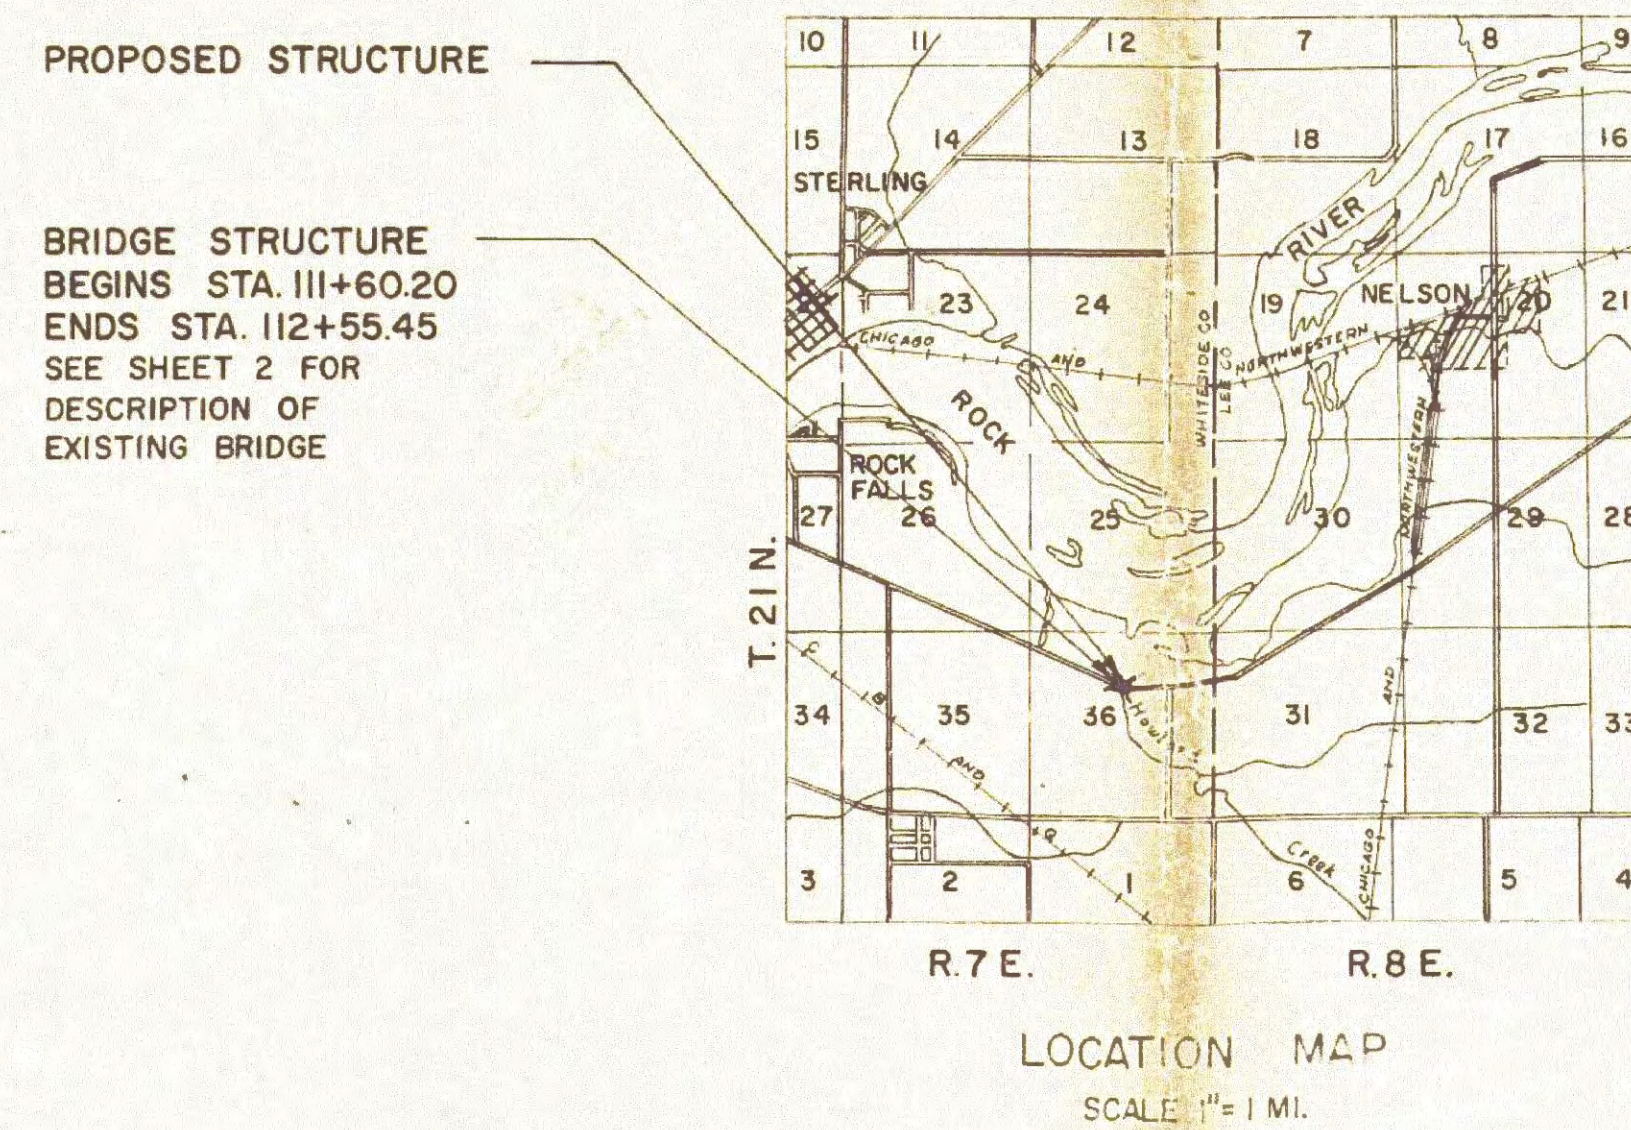 PROPOSED STRUCTURE
BRIDGE STRUCTURE
BEGINS STA. 111+60.20
ENDS STA. 112+55.45
SEE SHEET 2 FOR
DESCRIPTION OF
EXISTING BRIDGE
10 11 12 7 8 9
15 14 13 18 17 16
STERLING
RIVER
23 24 19 NELSON 20 21
CHICAGO AND NORTHWESTERN
WHITESIDE CO
LEE CO
ROCK
ROCK
FALLS
27 26 25 30 29 28
NORTHWESTERN
T. 21 N.
C B AND Q
34 35 36 31 32 33
AND
CHICAGO
Creek
3 2 1 6 5 4
R. 7 E. R. 8 E.
LOCATION MAP
SCALE 1"= 1 MI.